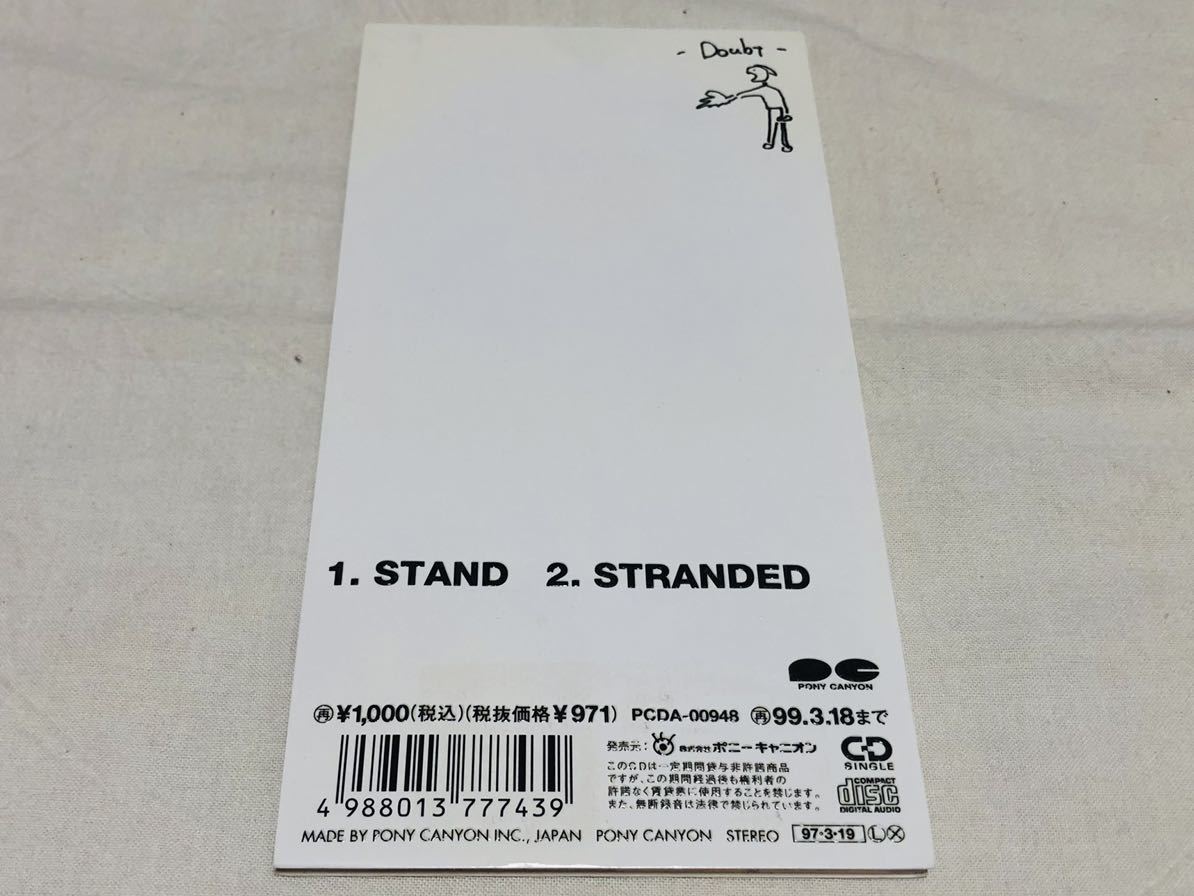 - Doubt -
1. STAND 2. STRANDED
PONY CANYON
再 ¥1,000(税込)(税抜価格¥971) PCDA-00948 再99.3.18まで
発売元: 株式会社ポニーキャニオン
このCDは一定期間貸与非許諾商品
ですが、この期間経過後も権利者の
許諾なく賃貸業に使用することを禁じます。
また、無断録音は法律で禁じられています。
CD
SINGLE
COMPACT
disc
DIGITAL AUDIO
4 988013 777439
MADE BY PONY CANYON INC., JAPAN PONY CANYON STEREO 97·3·19 L X